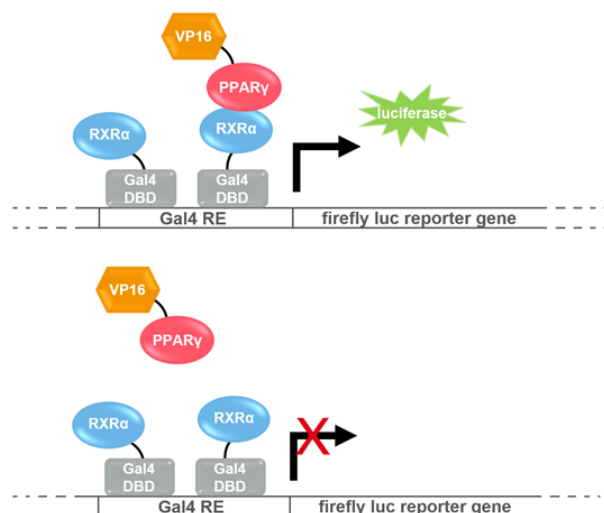 VP16
PPARγ
RXRα
RXRα
luciferase
Gal4
DBD
Gal4
DBD
Gal4 RE
firefly luc reporter gene
VP16
PPARγ
RXRα
RXRα
Gal4
DBD
Gal4
DBD
Gal4 RE
firefly luc reporter gene